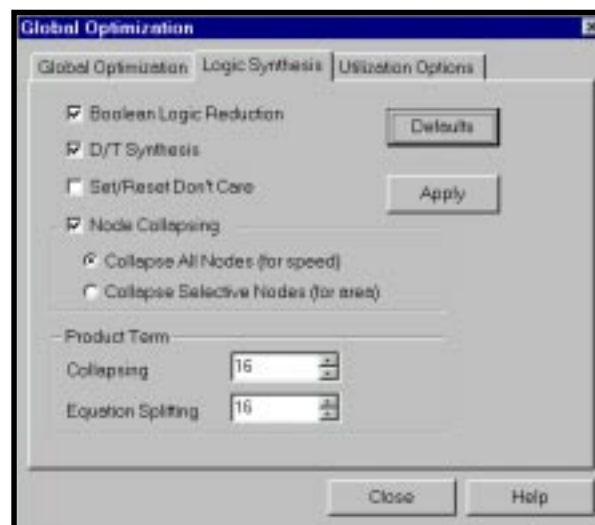 Global Optimization
Global Optimization Logic Synthesis Utilization Options
Boolean Logic Reduction
Defaults
D/T Synthesis
Set/Reset Don't Care
Apply
Node Collapsing
Collapse All Nodes (for speed)
Collapse Selective Nodes (for area)
Product Term
Collapsing 16
Equation Splitting 16
Close Help